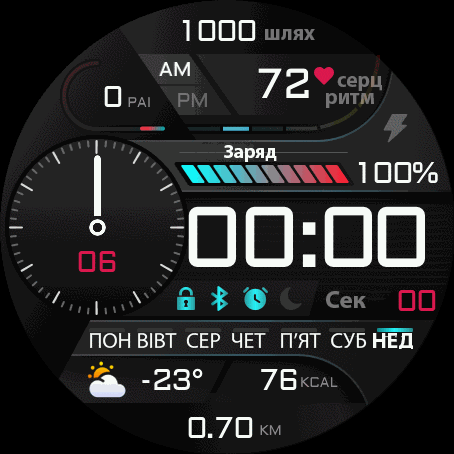 1000 шлях
AM
PM
0 PAI
72 серц
ритм
Заряд
100%
00:00
06
Сек 00
ПОН ВІВТ СЕР ЧЕТ П'ЯТ СУБ НЕД
-23° 76 KCAL
0.70 KM